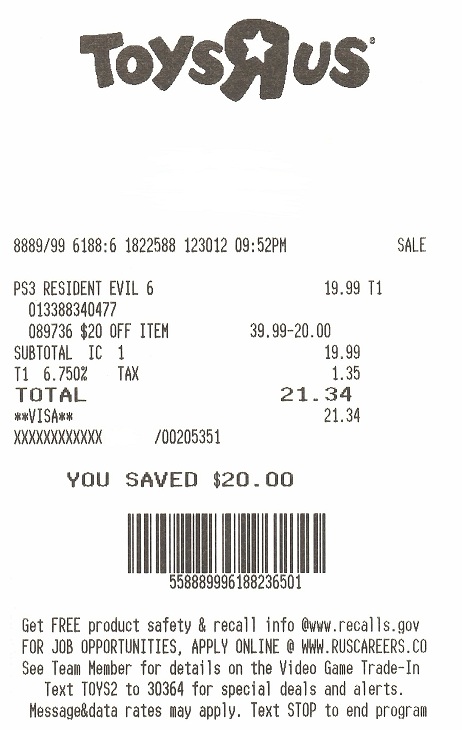 TOYSRUS®
8889/99 6188:6 1822588 123012 09:52PM SALE
PS3 RESIDENT EVIL 6 19.99 T1
013388340477
089736 $20 OFF ITEM 39.99-20.00
SUBTOTAL IC 1 19.99
T1 6.750% TAX 1.35
TOTAL 21.34
**VISA** 21.34
XXXXXXXXXXXX /00205351
YOU SAVED $20.00
558889996188236501
Get FREE product safety & recall info @www.recalls.gov
FOR JOB OPPORTUNITIES, APPLY ONLINE @ WWW.RUSCAREERS.CO
See Team Member for details on the Video Game Trade-In
Text TOYS2 to 30364 for special deals and alerts.
Message&data rates may apply. Text STOP to end program